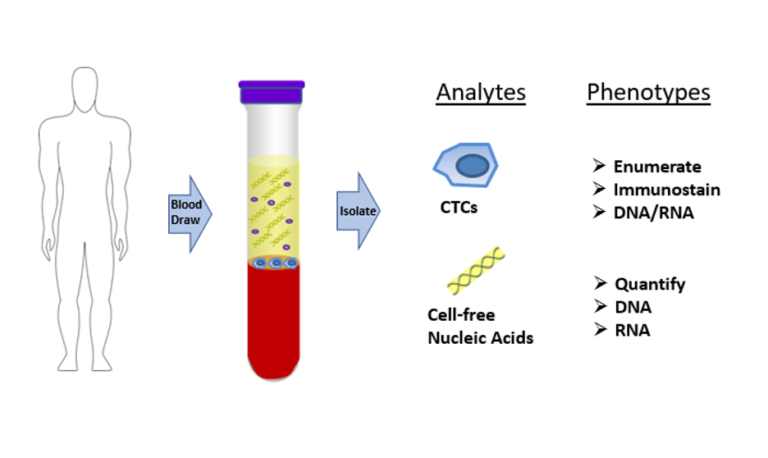 Analytes
Phenotypes
Blood
Draw
Isolate
CTCs
Enumerate
Immunostain
DNA/RNA
Cell-free
Nucleic Acids
Quantify
DNA
RNA